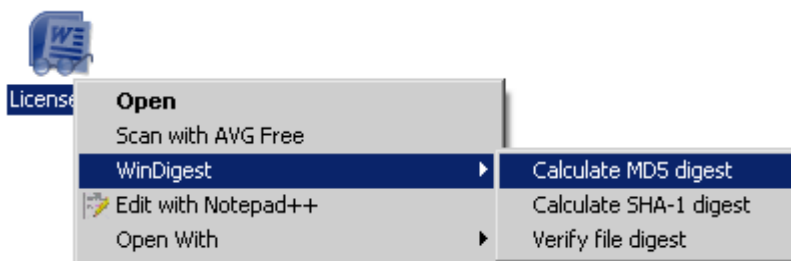 License
Open
Scan with AVG Free
WinDigest
Calculate MD5 digest
Edit with Notepad++
Calculate SHA-1 digest
Open With
Verify file digest